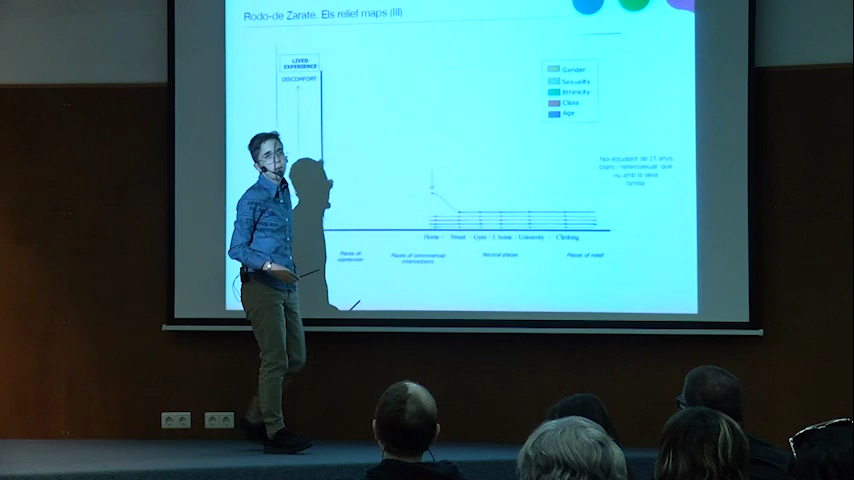 Rodo-de Zarate. Els relief maps (III)
LIVED
EXPERIENCE
DISCOMFORT
Gender
Sexuality
Ethnicity
Class
Age
Noi estudiant de 21 anys,
blanc i heterosexual que
viu amb la seva
família
Home Street Gym University Climbing
Places of
oppression
Places of controversial
intersections
Neutral places
Places of relief